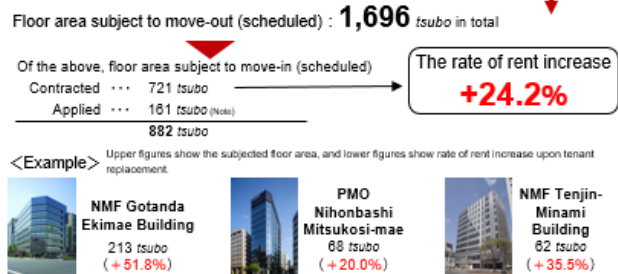 Floor area subject to move-out (scheduled) : 1,696 tsubo in total
Of the above, floor area subject to move-in (scheduled)
Contracted ··· 721 tsubo
Applied ··· 161 tsubo (Note)
882 tsubo
The rate of rent increase
+24.2%
<Example> Upper figures show the subjected floor area, and lower figures show rate of rent increase upon tenant
replacement.
NMF Gotanda
Ekimae Building
213 tsubo
(+51.8%)
PMO
Nihonbashi
Mitsukosi-mae
68 tsubo
(+20.0%)
NMF Tenjin-
Minami
Building
62 tsubo
(+35.5%)